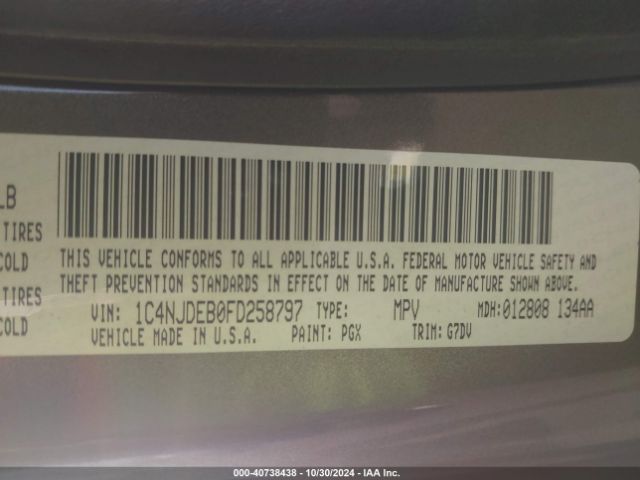 LB
TIRES
COLD
TIRES
COLD
THIS VEHICLE CONFORMS TO ALL APPLICABLE U.S.A. FEDERAL MOTOR VEHICLE SAFETY AND
THEFT PREVENTION STANDARDS IN EFFECT ON THE DATE OF MANUFACTURE SHOWN ABOVE.
VIN: 1C4NJDEB0FD258797 TYPE: MPV MDH:012808 134AA
VEHICLE MADE IN U.S.A. PAINT: PGX TRIM: G7DV
000-40738438 - 10/30/2024 - IAA Inc.